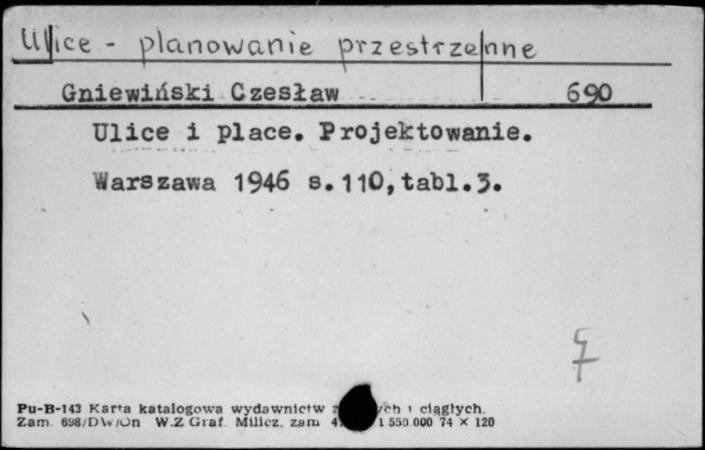 Ulice - planowanie przestrzenne
Gniewiński Czesław 690
Ulice i place. Projektowanie.
Warszawa 1946 s.110, tabl.3.
Pu-B-143 Karta katalogowa wydawnictw i ciągłych.
Zam. 698/DW/On W.Z Graf. Milicz. zam 1 550 000 74 × 120